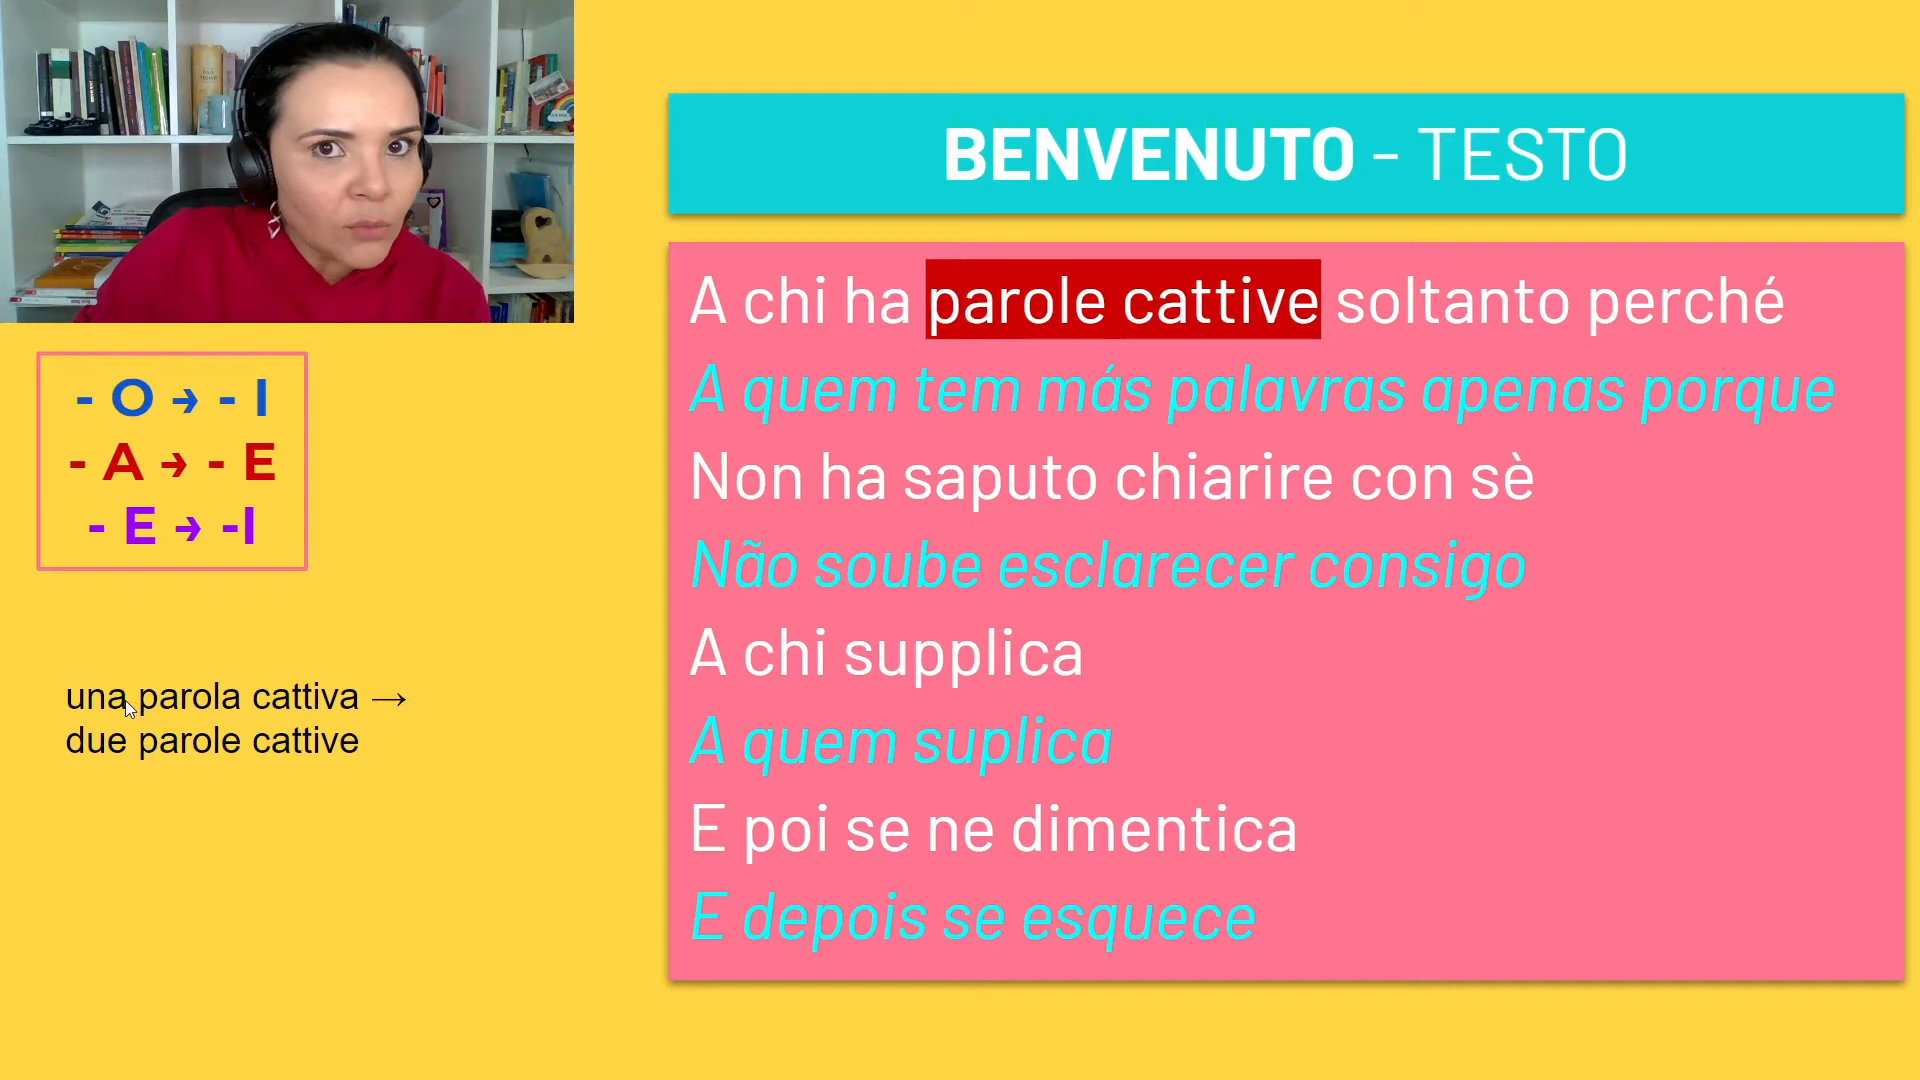 BENVENUTO - TESTO
A chi ha parole cattive soltanto perché
A quem tem más palavras apenas porque
Non ha saputo chiarire con sè
Não soube esclarecer consigo
A chi supplica
A quem suplica
E poi se ne dimentica
E depois se esquece
- O → - I
- A → - E
- E → -I
una parola cattiva →
due parole cattive